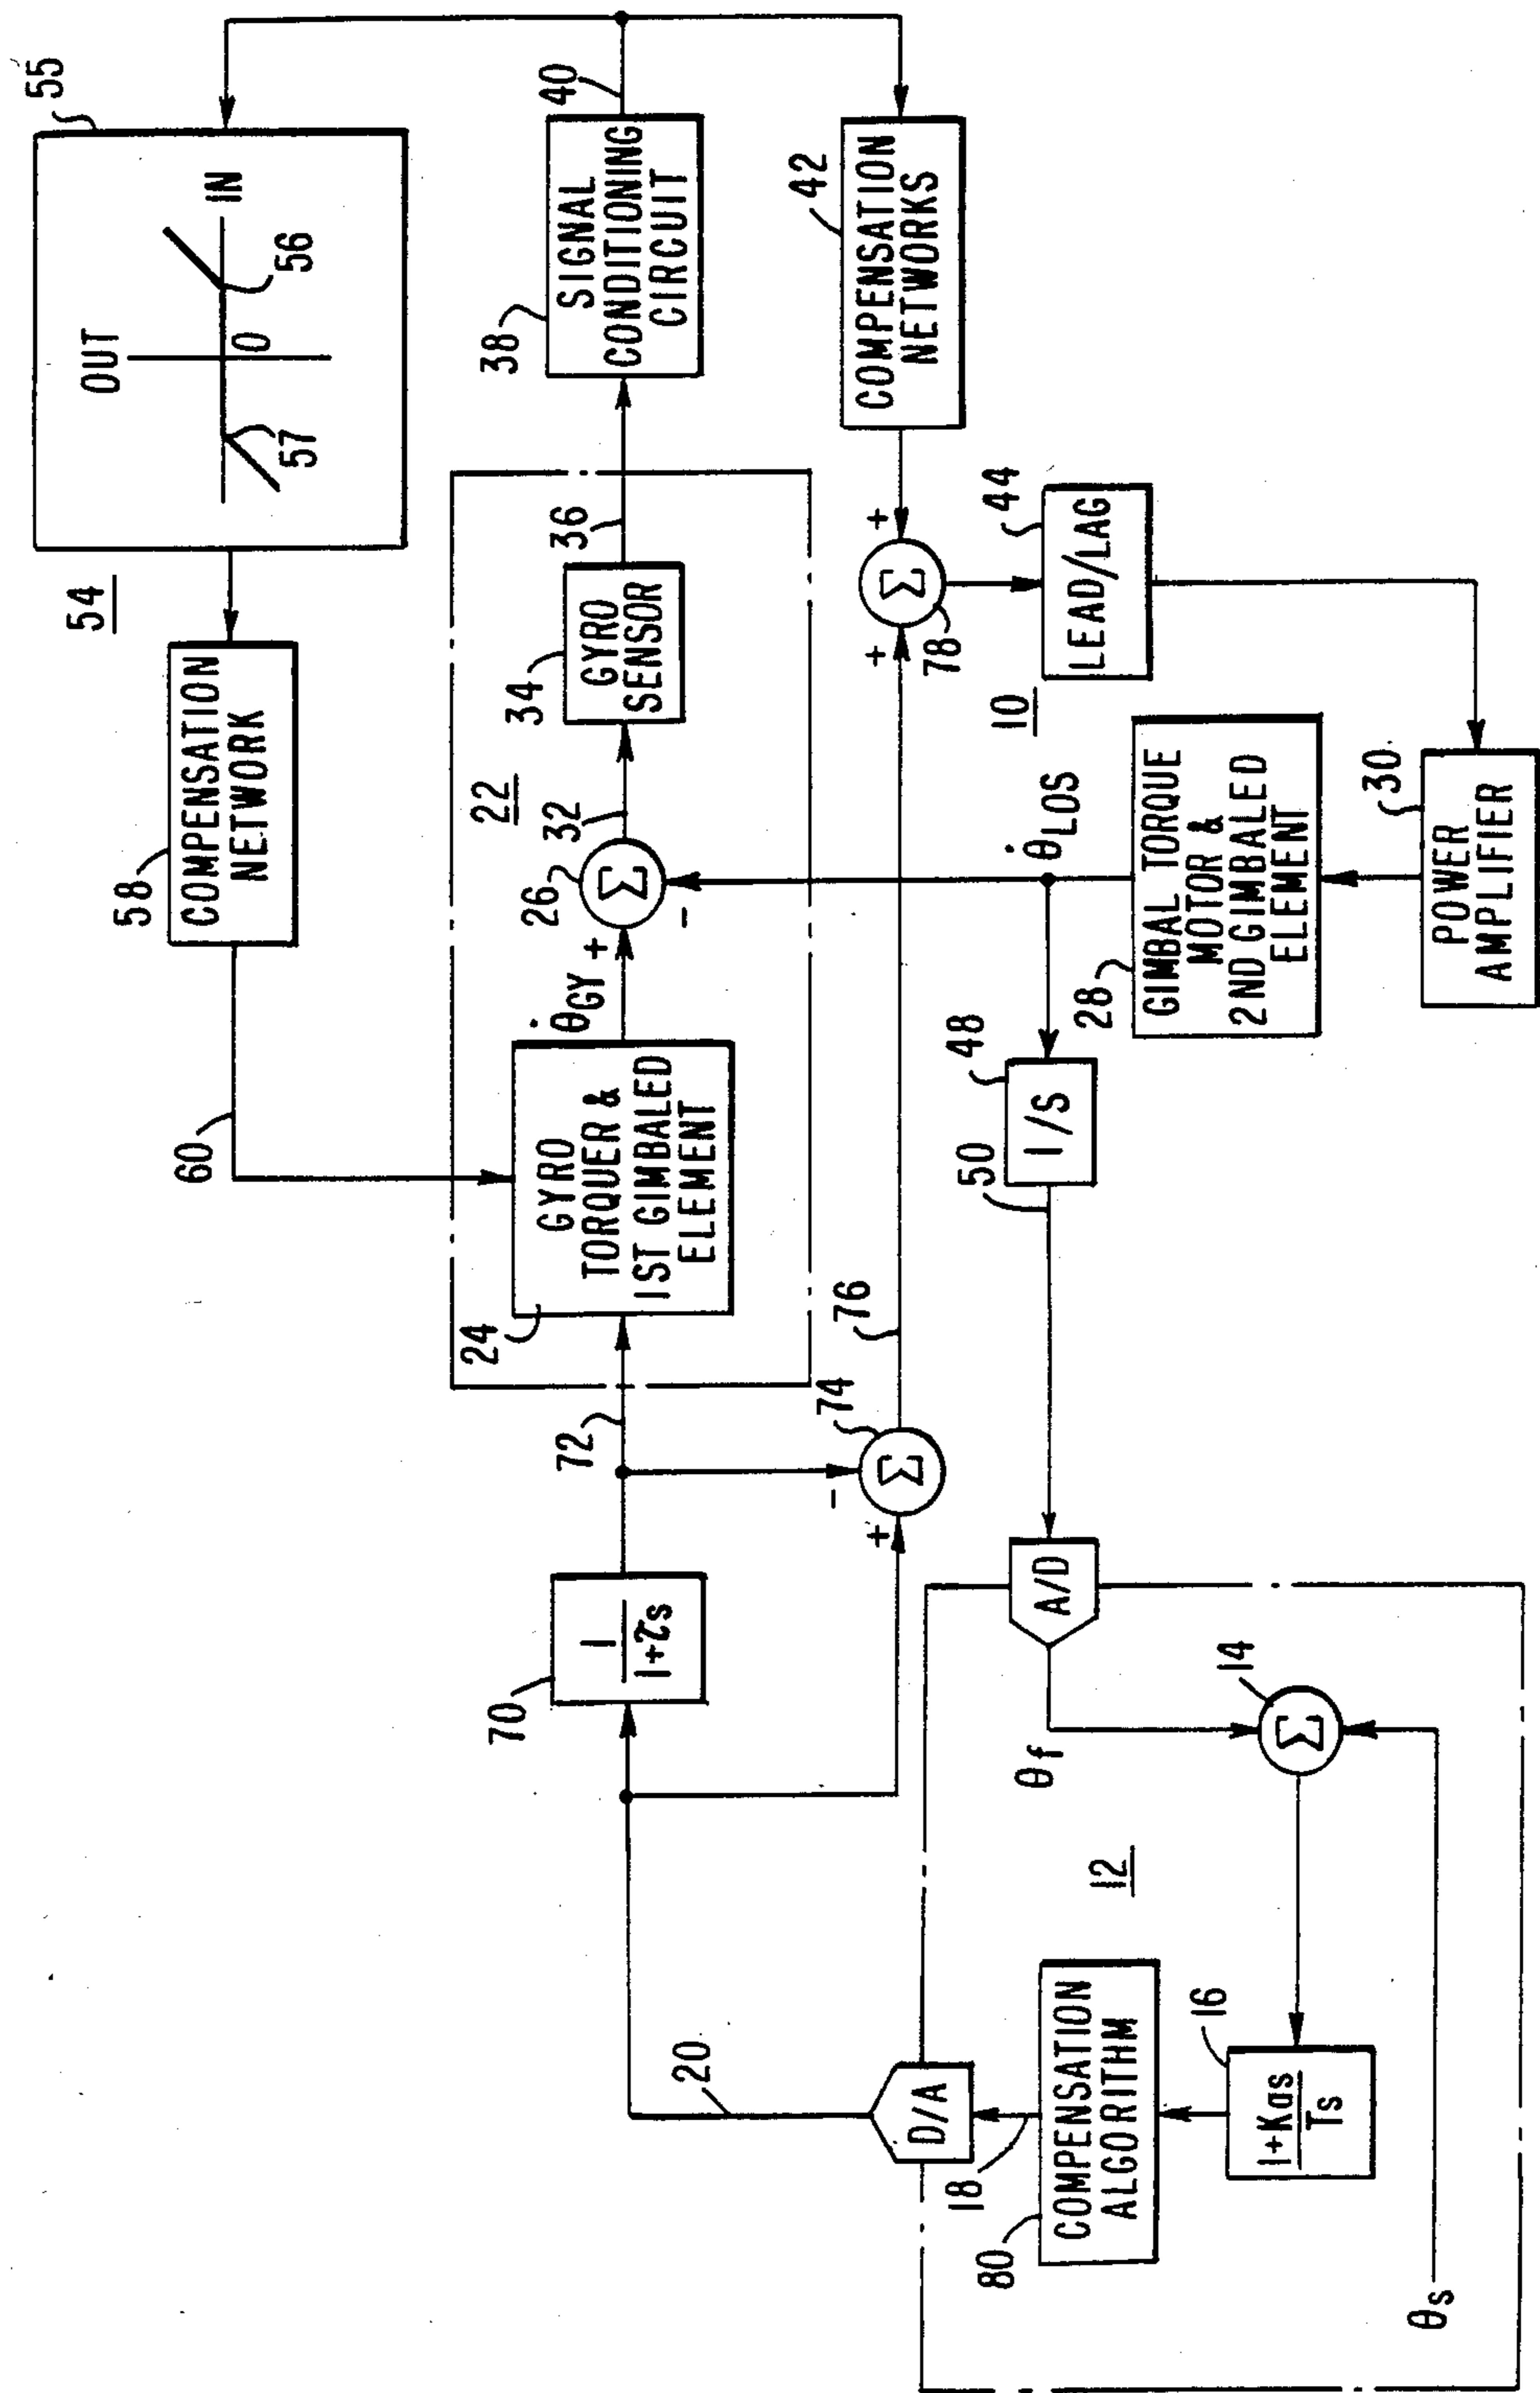 55
OUT
IN
0
56
57
54
58
COMPENSATION
NETWORK
60
22
24
GYRO
TORQUER &
1ST GIMBALED
ELEMENT
θ̇GY
+
26
Σ
-
32
34
GYRO
SENSOR
36
38
SIGNAL
CONDITIONING
CIRCUIT
40
42
COMPENSATION
NETWORKS
70
1
1+τs
72
74
Σ
+
-
76
78
Σ
+
+
44
LEAD/LAG
10
θ̇LOS
28
GIMBAL TORQUE
MOTOR &
2ND GIMBALED
ELEMENT
30
POWER
AMPLIFIER
48
1/S
50
A/D
θf
14
Σ
12
16
1+Kas
Ts
80
COMPENSATION
ALGORITHM
18
D/A
20
θs